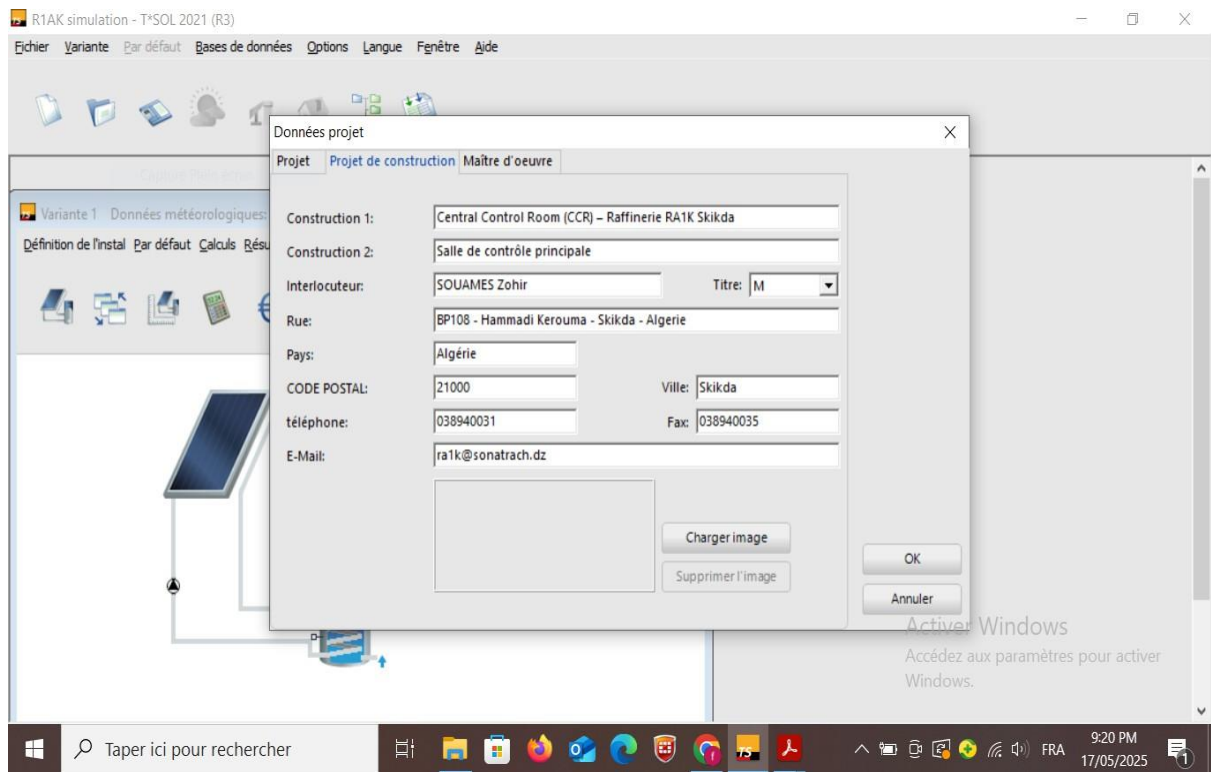 R1AK simulation - T*SOL 2021 (R3)
Fichier Variante Par défaut Bases de données Options Langue Fenêtre Aide
Données projet
Projet Projet de construction Maître d'oeuvre
Variante 1 Données météorologiques:
Définition de l'instal Par défaut Calculs Résu
Construction 1: Central Control Room (CCR) – Raffinerie RA1K Skikda
Construction 2: Salle de contrôle principale
Interlocuteur: SOUAMES Zohir Titre: M
Rue: BP108 - Hammadi Kerouma - Skikda - Algerie
Pays: Algérie
CODE POSTAL: 21000 Ville: Skikda
téléphone: 038940031 Fax: 038940035
E-Mail: ra1k@sonatrach.dz
Charger image
Supprimer l'image
OK
Annuler
Activer Windows
Accédez aux paramètres pour activer
Windows.
Taper ici pour rechercher
TS
FRA
9:20 PM
17/05/2025
1